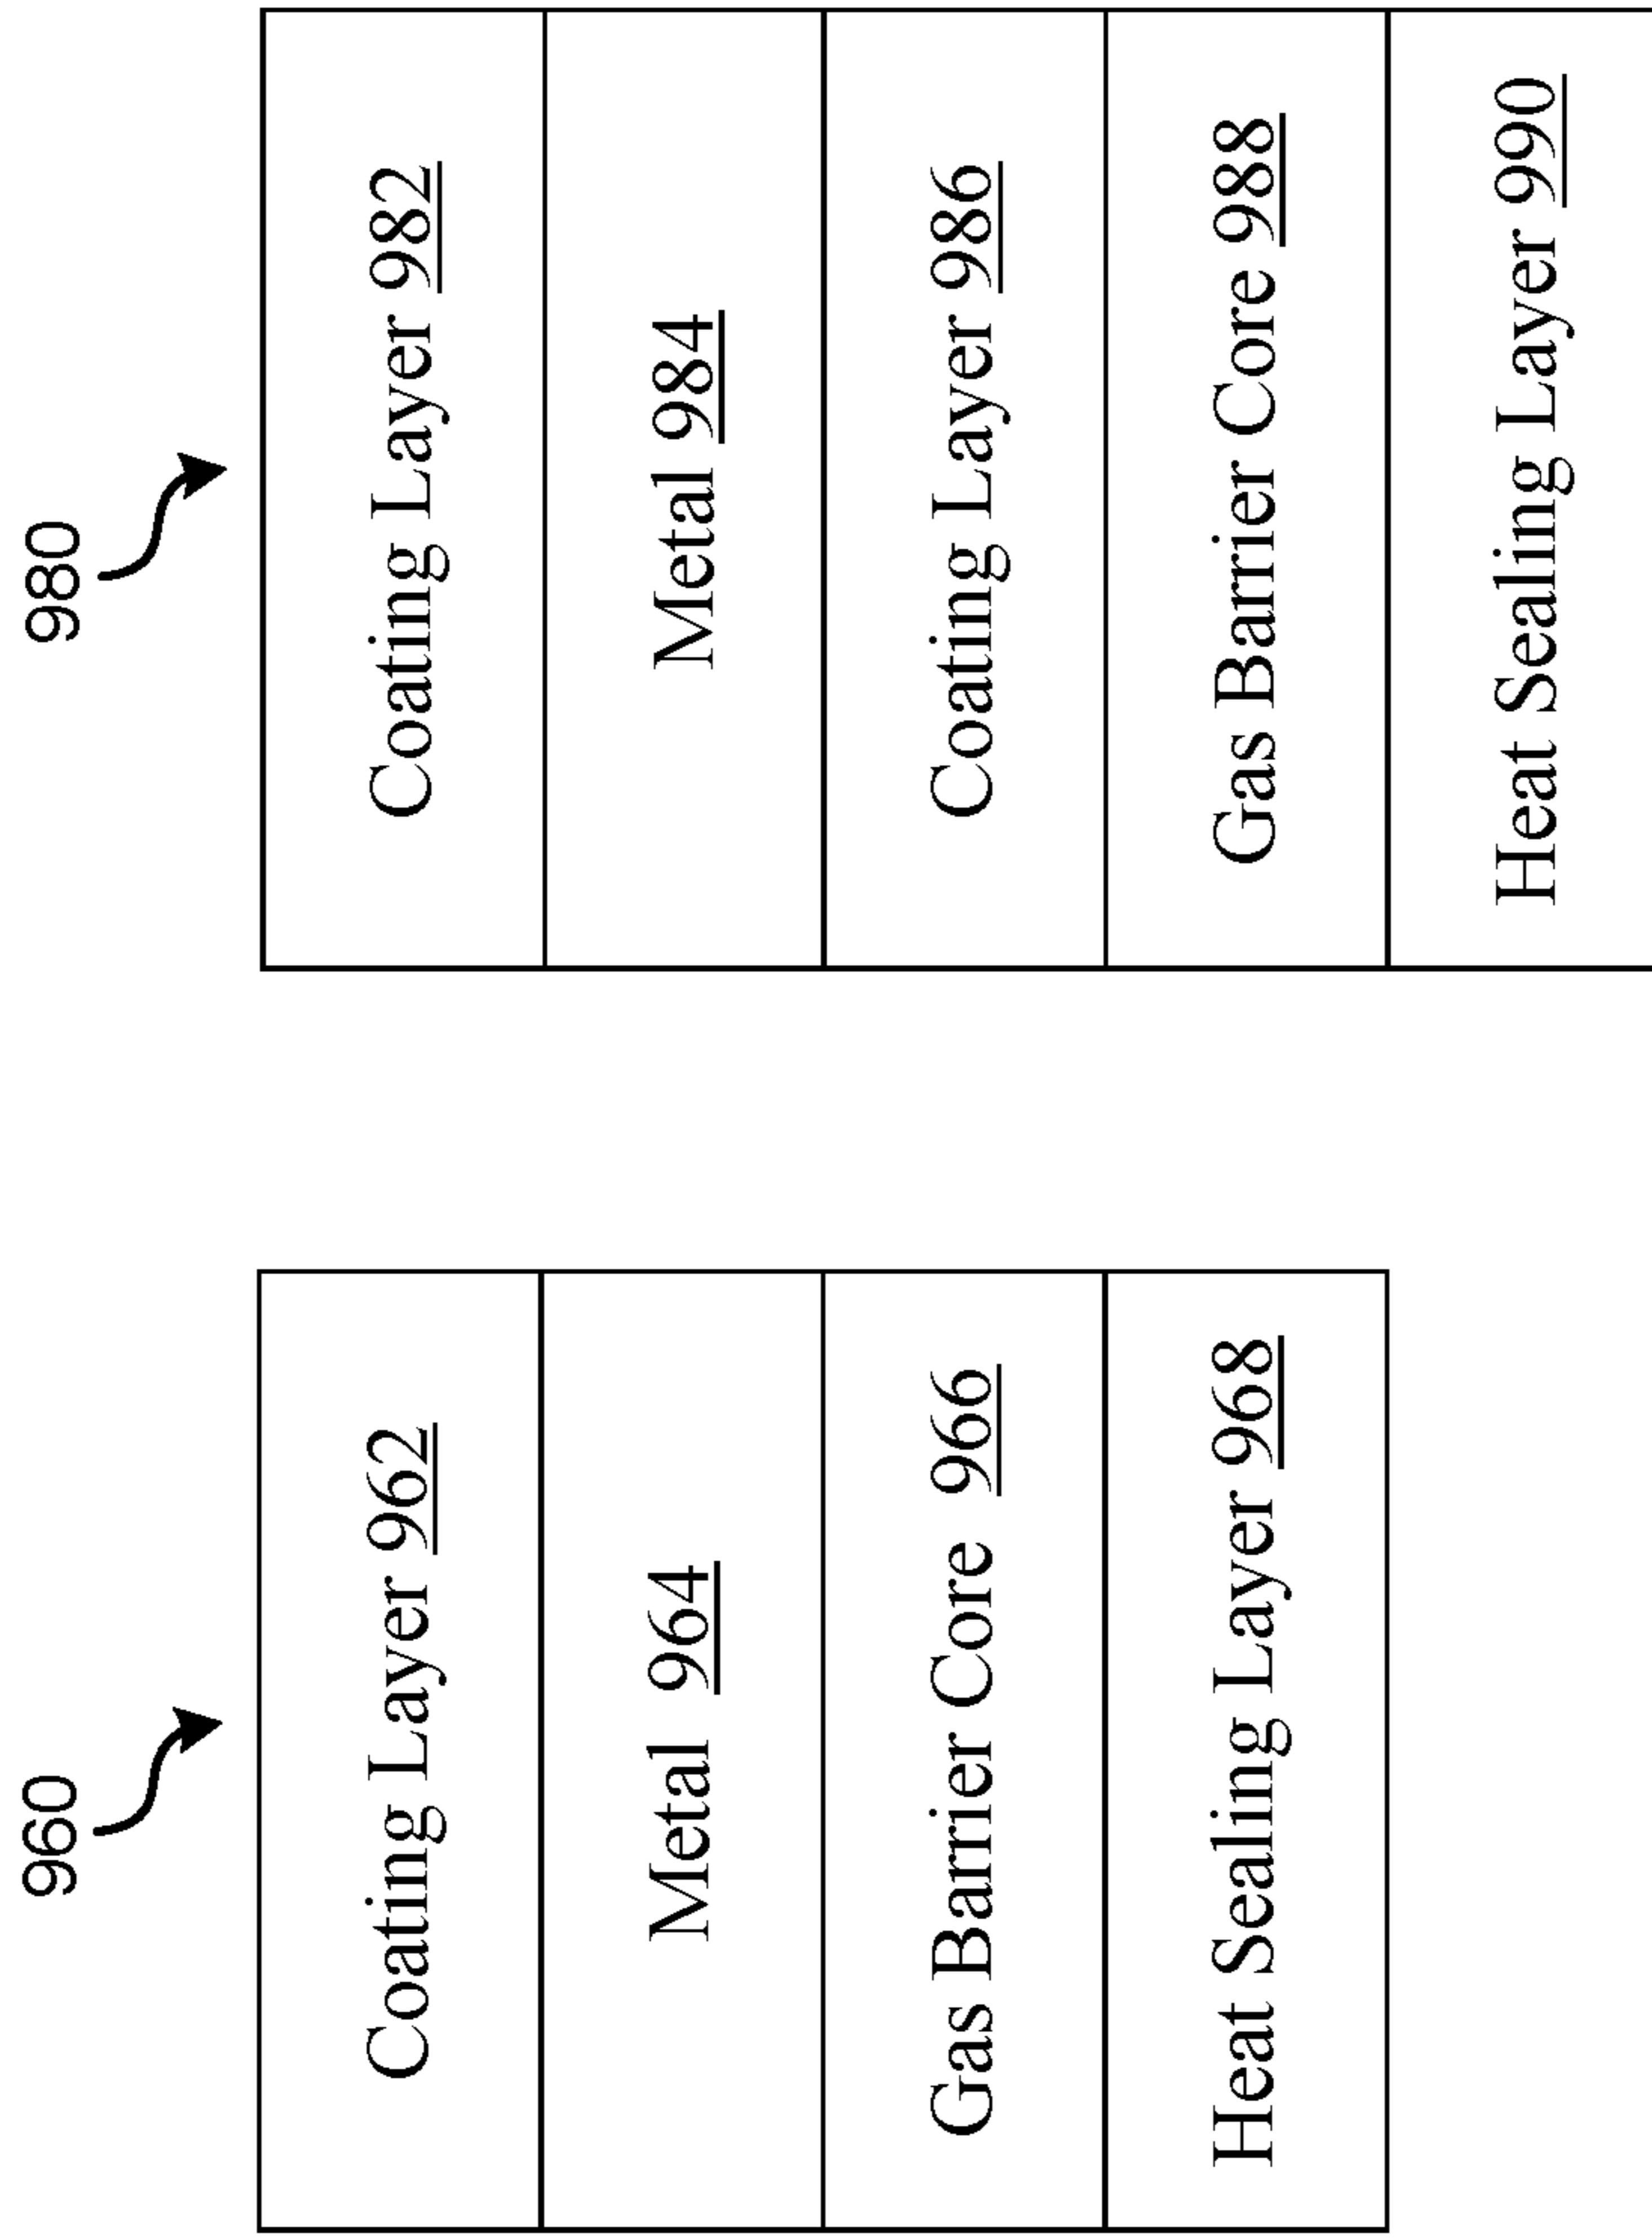 960
Coating Layer 962
Metal 964
Gas Barrier Core 966
Heat Sealing Layer 968
980
Coating Layer 982
Metal 984
Coating Layer 986
Gas Barrier Core 988
Heat Sealing Layer 990